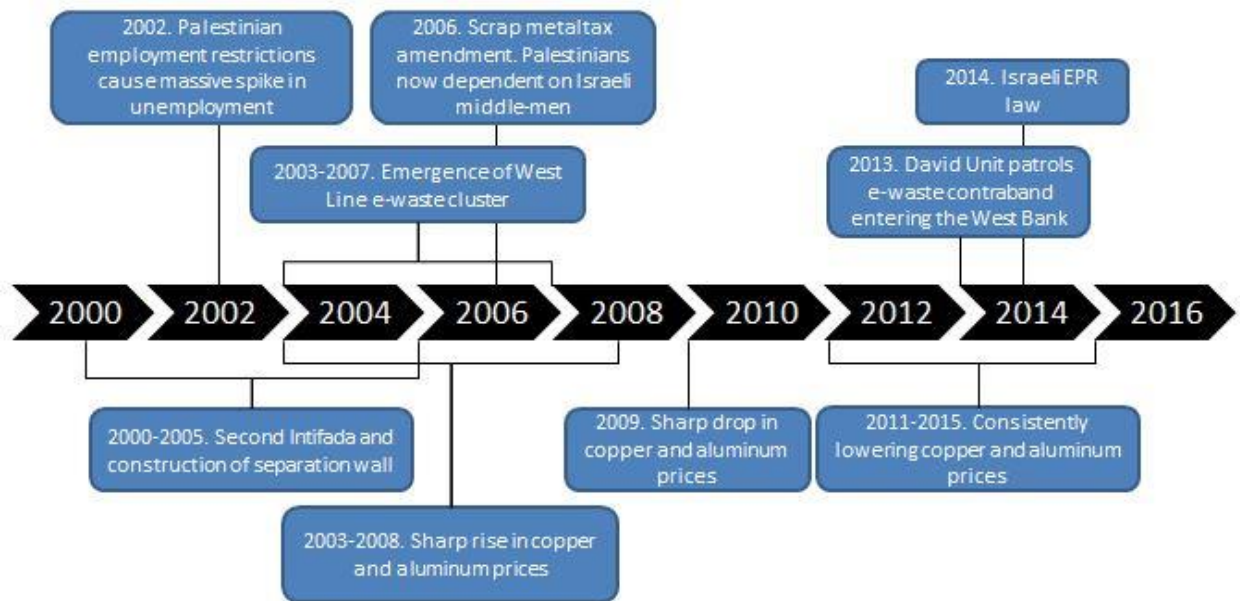 2002. Palestinian
employment restrictions
cause massive spike in
unemployment
2006. Scrap metal tax
amendment. Palestinians
now dependent on Israeli
middle-men
2014. Israeli EPR
law
2003-2007. Emergence of West
Line e-waste cluster
2013. David Unit patrols
e-waste contraband
entering the West Bank
2000
2002
2004
2006
2008
2010
2012
2014
2016
2000-2005. Second Intifada and
construction of separation wall
2009. Sharp drop in
copper and aluminum
prices
2011-2015. Consistently
lowering copper and aluminum
prices
2003-2008. Sharp rise in copper
and aluminum prices